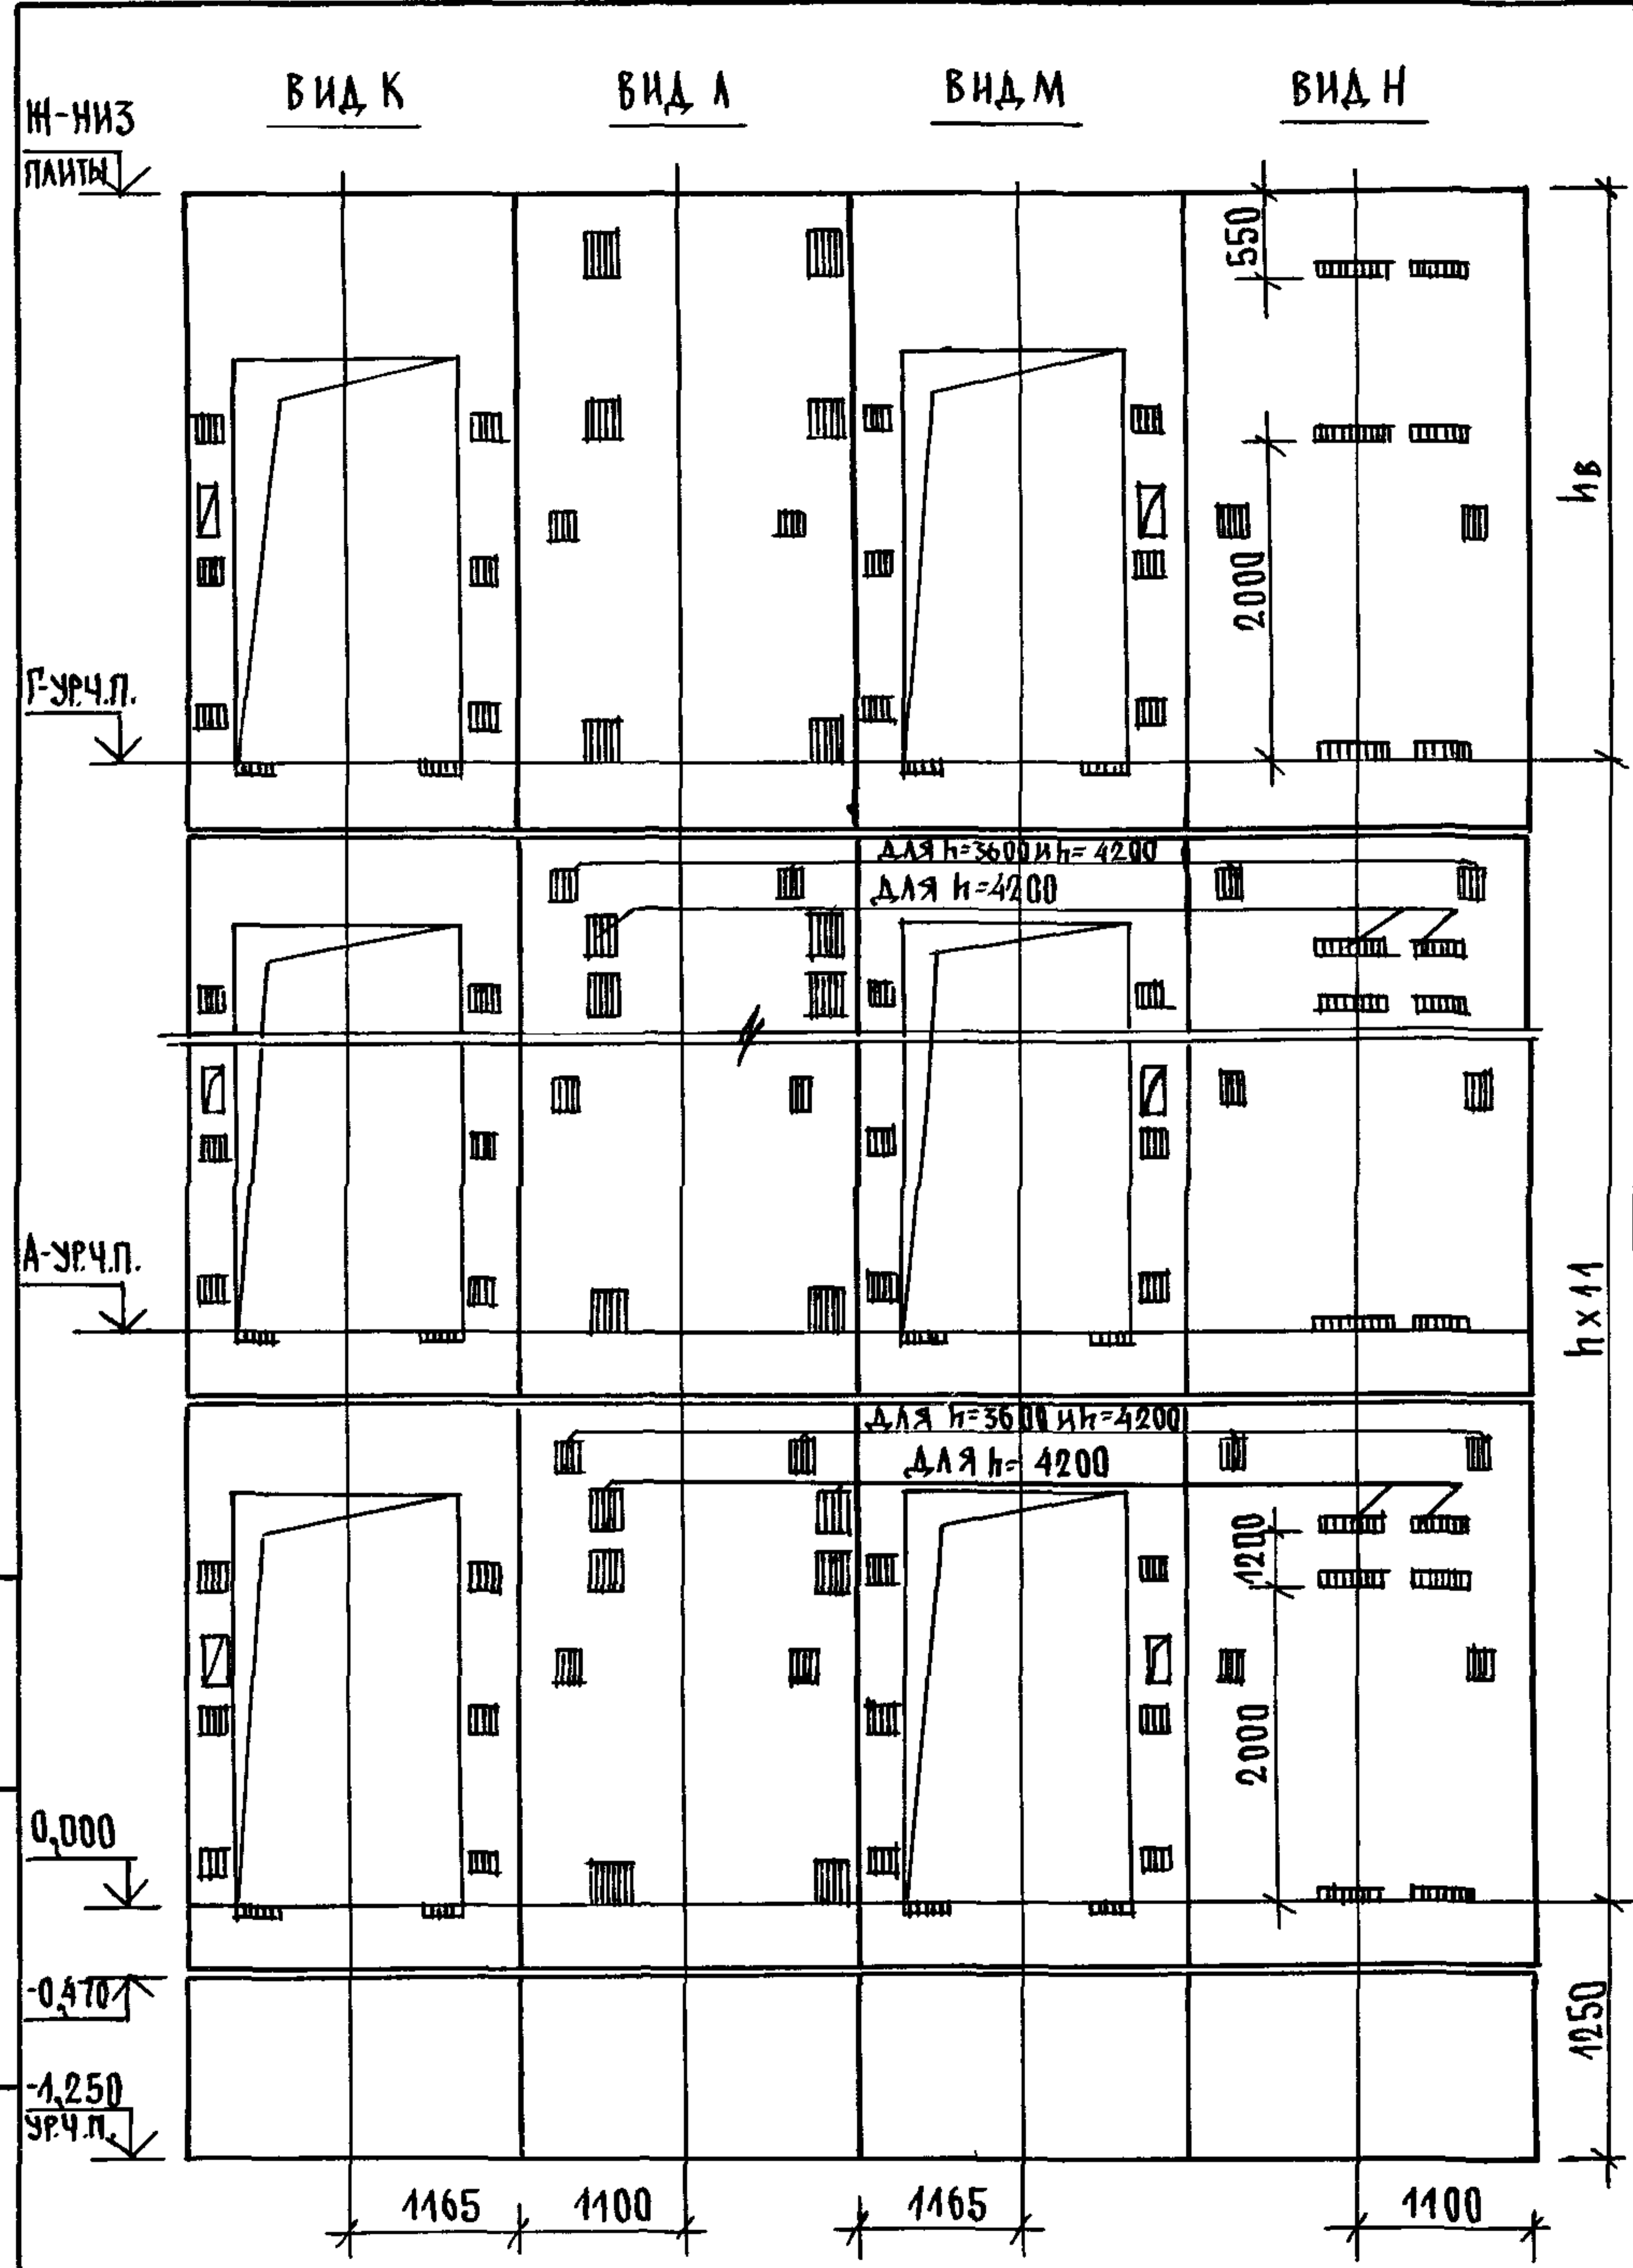 ВИД К
ВИД Л
ВИД М
ВИД Н
Ж-НИЗ
ПЛИТЫ
550
hв
2000
Г-УР.Ч.П.
ДЛЯ h=3600 И h=4200
ДЛЯ h=4200
А-УР.Ч.П.
h×11
ДЛЯ h=3600 И h=4200
ДЛЯ h=4200
1200
2000
0,000
-0,470
1250
-1,250
УР.Ч.П.
1165
1100
1165
1100